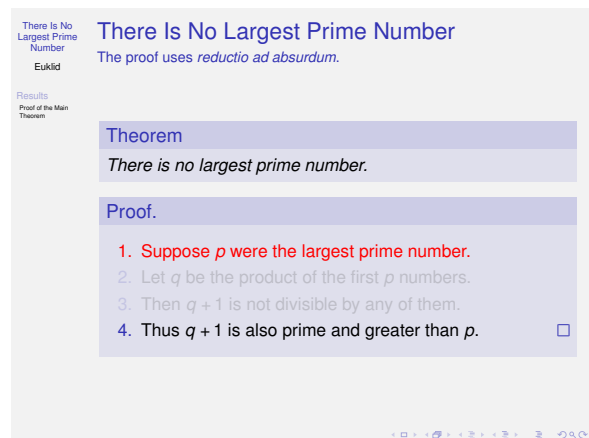 There Is No
Largest Prime
Number
Euklid
Results
Proof of the Main
Theorem
There Is No Largest Prime Number
The proof uses reductio ad absurdum.
Theorem
There is no largest prime number.
Proof.
1. Suppose p were the largest prime number.
2. Let q be the product of the first p numbers.
3. Then q + 1 is not divisible by any of them.
4. Thus q + 1 is also prime and greater than p. □